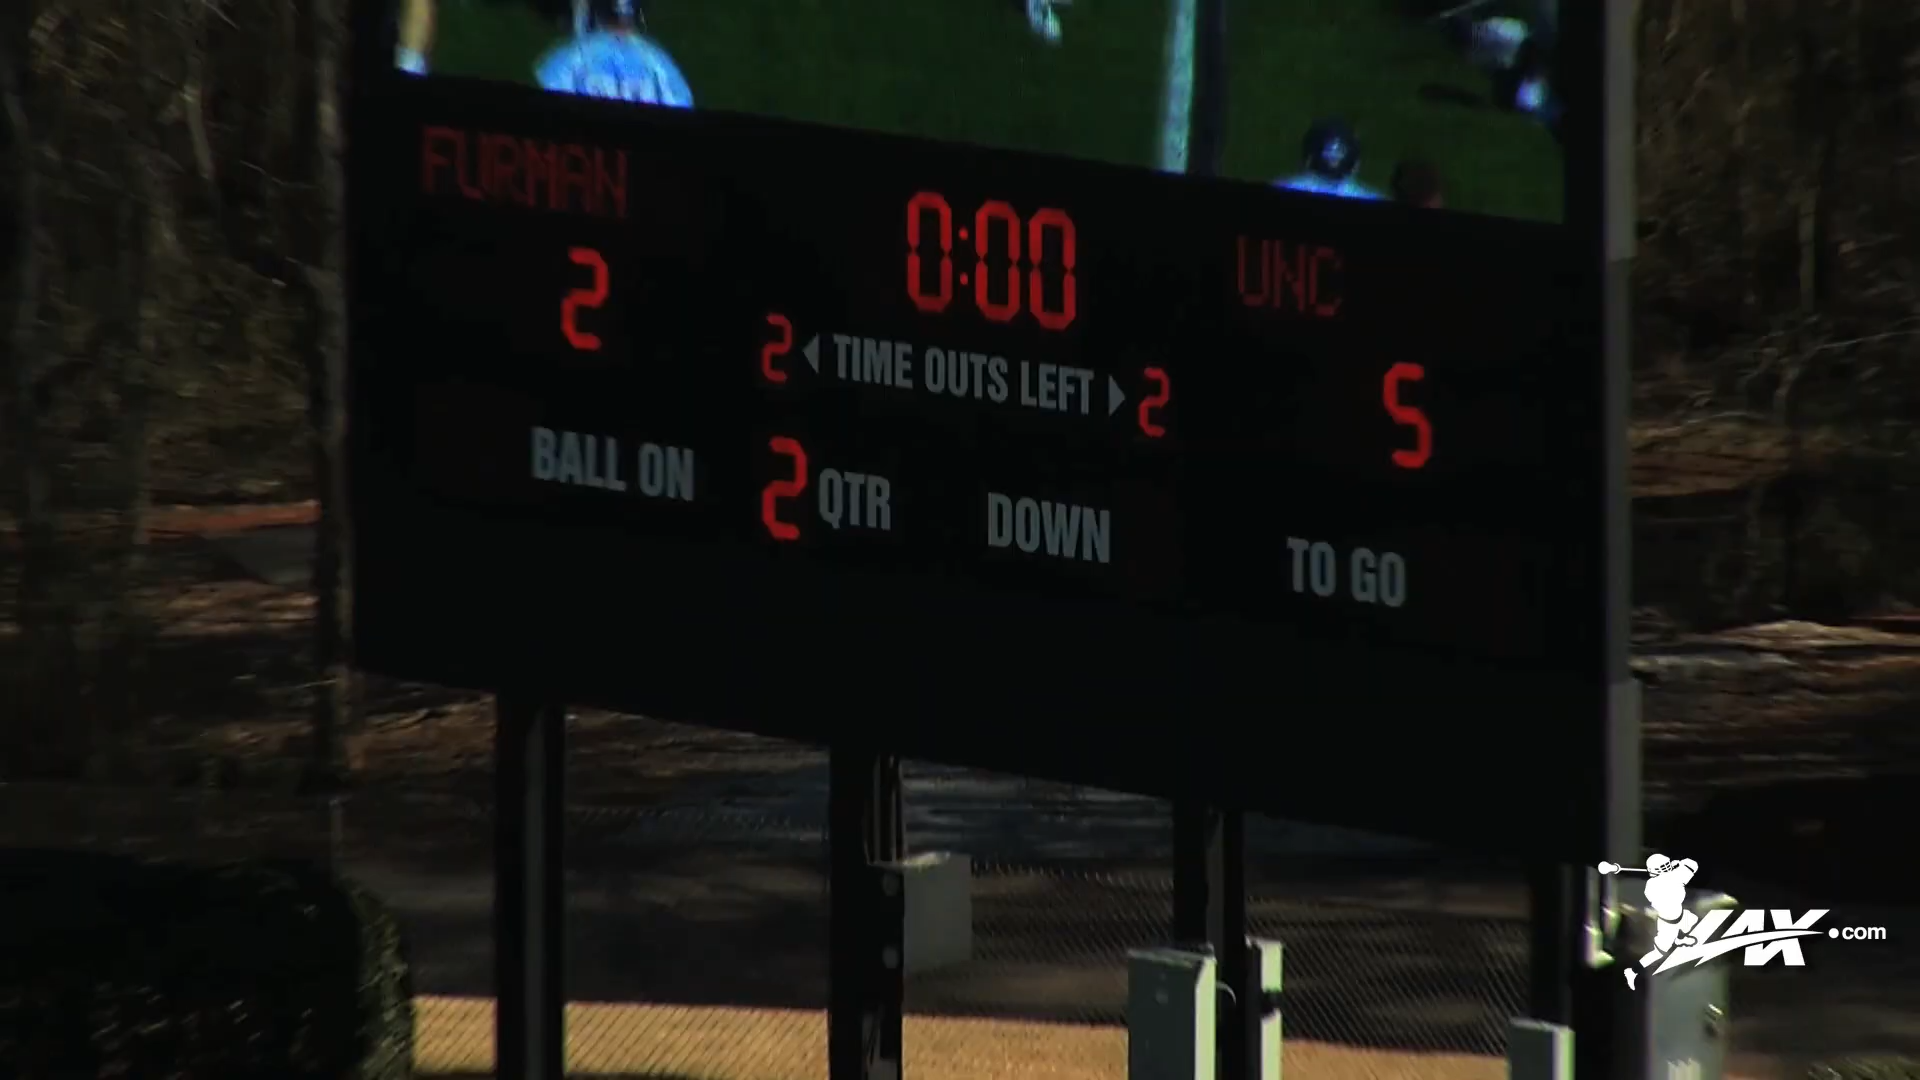 FURMAN
0:00
UNC
2
2 ◀ TIME OUTS LEFT ▶ 2
5
BALL ON
2 QTR
DOWN
TO GO
LAX.com